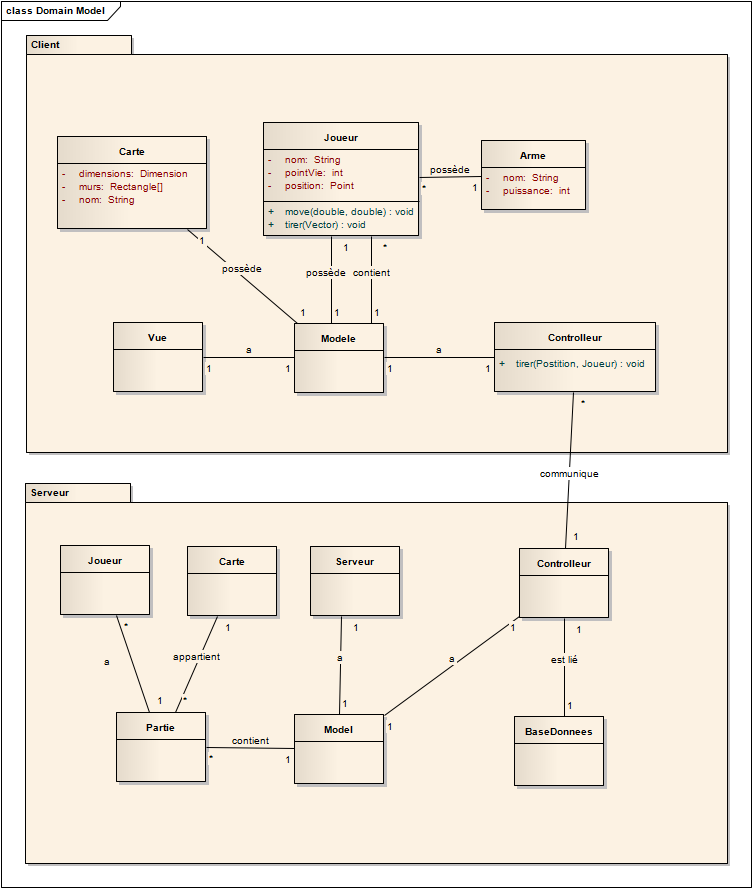 class Domain Model
Client
Carte
- dimensions: Dimension
- murs: Rectangle[]
- nom: String
Joueur
- nom: String
- pointVie: int
- position: Point
+ move(double, double) : void
+ tirer(Vector) : void
Arme
- nom: String
- puissance: int
possède
* 1
1
possède
1
1
possède
1
*
contient
1
Vue
a
1 1
Modele
a
1 1
Controlleur
+ tirer(Postition, Joueur) : void
*
communique
1
Serveur
Joueur
Carte
Serveur
Controlleur
*
a
1
1
appartient
*
1
a
1
1
a
1
1
est lié
1
Partie
contient
* 1
Model
BaseDonnees